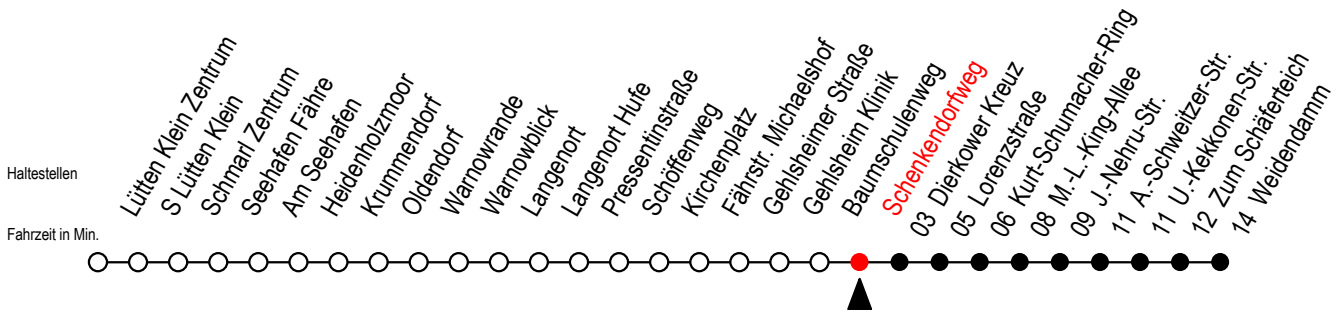 Haltestellen
Fahrzeit in Min.
Lütten Klein Zentrum
S Lütten Klein
Schmarl Zentrum
Seehafen Fähre
Am Seehafen
Heidenholzmoor
Krummendorf
Oldendorf
Warnowrande
Warnowblick
Langenort
Langenort Hufe
Pressentinstraße
Schöffenweg
Kirchenplatz
Fährstr. Michaelshof
Gehlsheimer Straße
Gehlsheim Klinik
Baumschulenweg
Schenkendorfweg
03 Dierkower Kreuz
05 Lorenzstraße
06 Kurt-Schumacher-Ring
08 M.-L.-King-Allee
09 J.-Nehru-Str.
11 A.-Schweitzer-Str.
11 U.-Kekkonen-Str.
12 Zum Schäferteich
14 Weidendamm